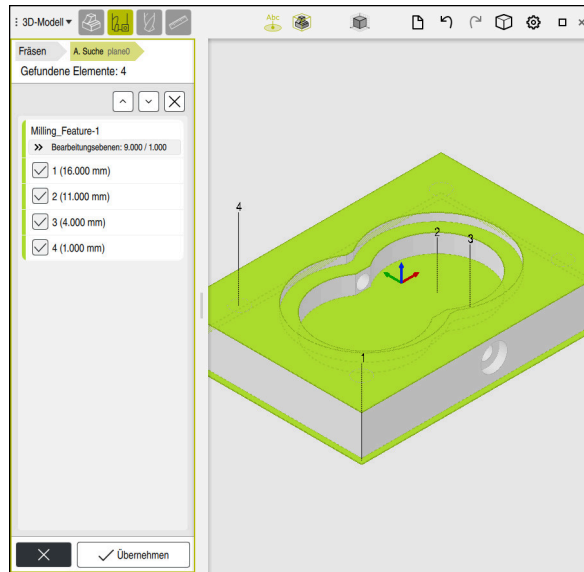 3D-Modell
Abc
Fräsen
A. Suche plane0
Gefundene Elemente: 4
Milling_Feature-1
Bearbeitungsebenen: 9.000 / 1.000
1 (16.000 mm)
2 (11.000 mm)
3 (4.000 mm)
4 (1.000 mm)
4
2
3
1
Übernehmen